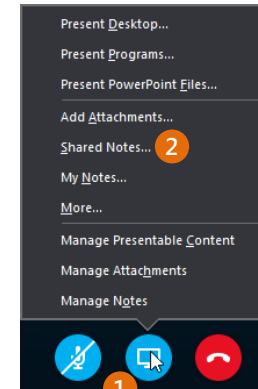 Present Desktop...
Present Programs...
Present PowerPoint Files...
Add Attachments...
Shared Notes... 2
My Notes...
More...
Manage Presentable Content
Manage Attachments
Manage Notes
1